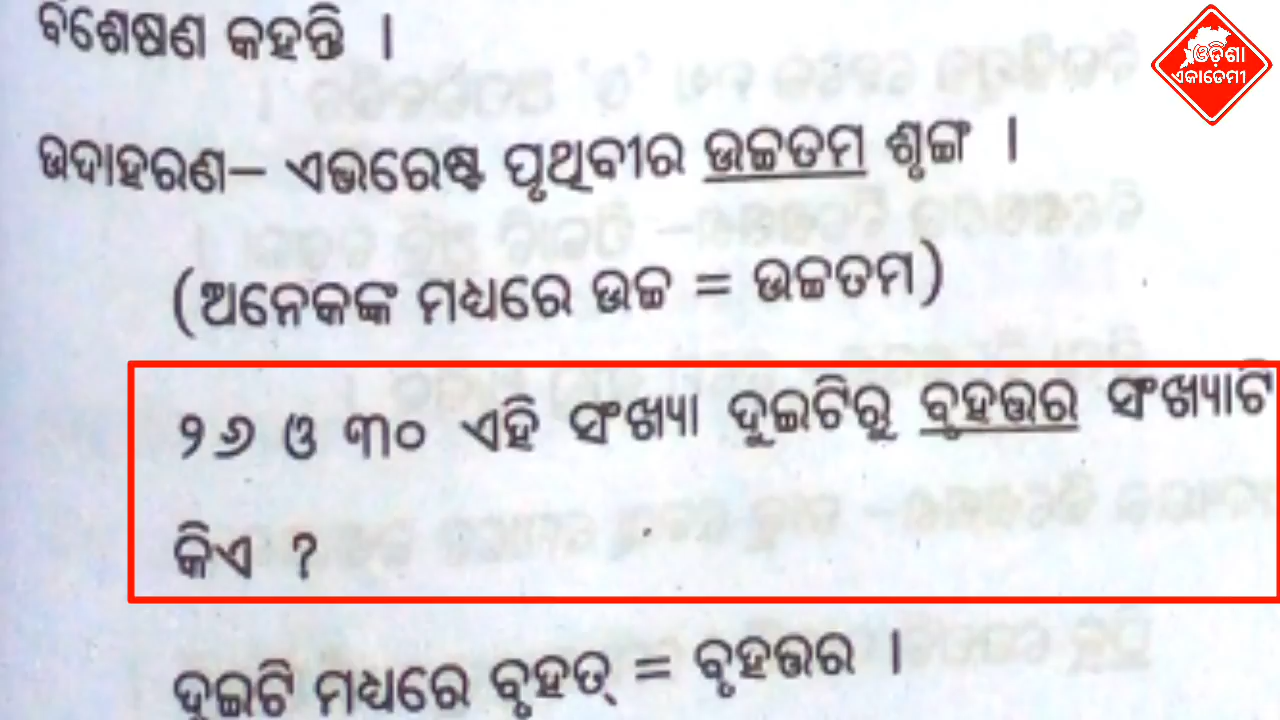 ବିଶେଷଣ କହନ୍ତି ।
ଓଡ଼ିଶା
ଏକାଡେମୀ
ଉଦାହରଣ– ଏଭରେଷ୍ଟ ପୃଥିବୀର ଉଚ୍ଚତମ ଶୃଙ୍ଗ ।
(ଅନେକଙ୍କ ମଧ୍ୟରେ ଉଚ୍ଚ = ଉଚ୍ଚତମ)
୨୬ ଓ ୩୦ ଏହି ସଂଖ୍ୟା ଦୁଇଟିରୁ ବୃହତ୍ତର ସଂଖ୍ୟାଟି
କିଏ ?
ଦୁଇଟି ମଧ୍ୟରେ ବୃହତ୍ = ବୃହତ୍ତର ।